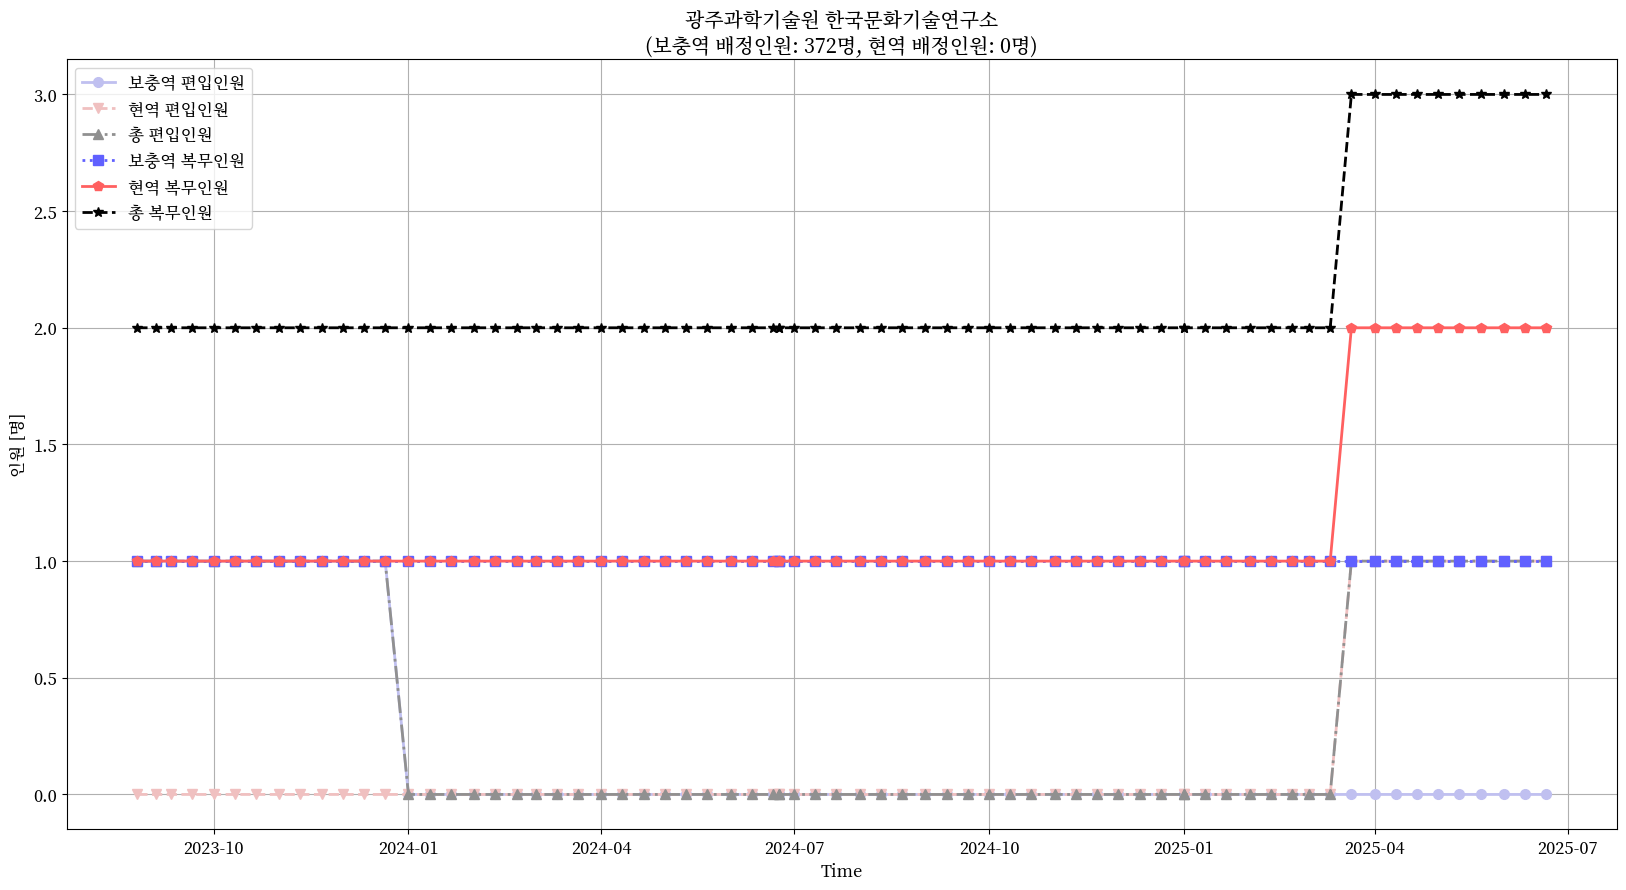 광주과학기술원 한국문화기술연구소
(보충역 배정인원: 372명, 현역 배정인원: 0명)
보충역 편입인원
현역 편입인원
총 편입인원
보충역 복무인원
현역 복무인원
총 복무인원
3.0
2.5
2.0
1.5
1.0
0.5
0.0
인원 [명]
2023-10
2024-01
2024-04
2024-07
2024-10
2025-01
2025-04
2025-07
Time